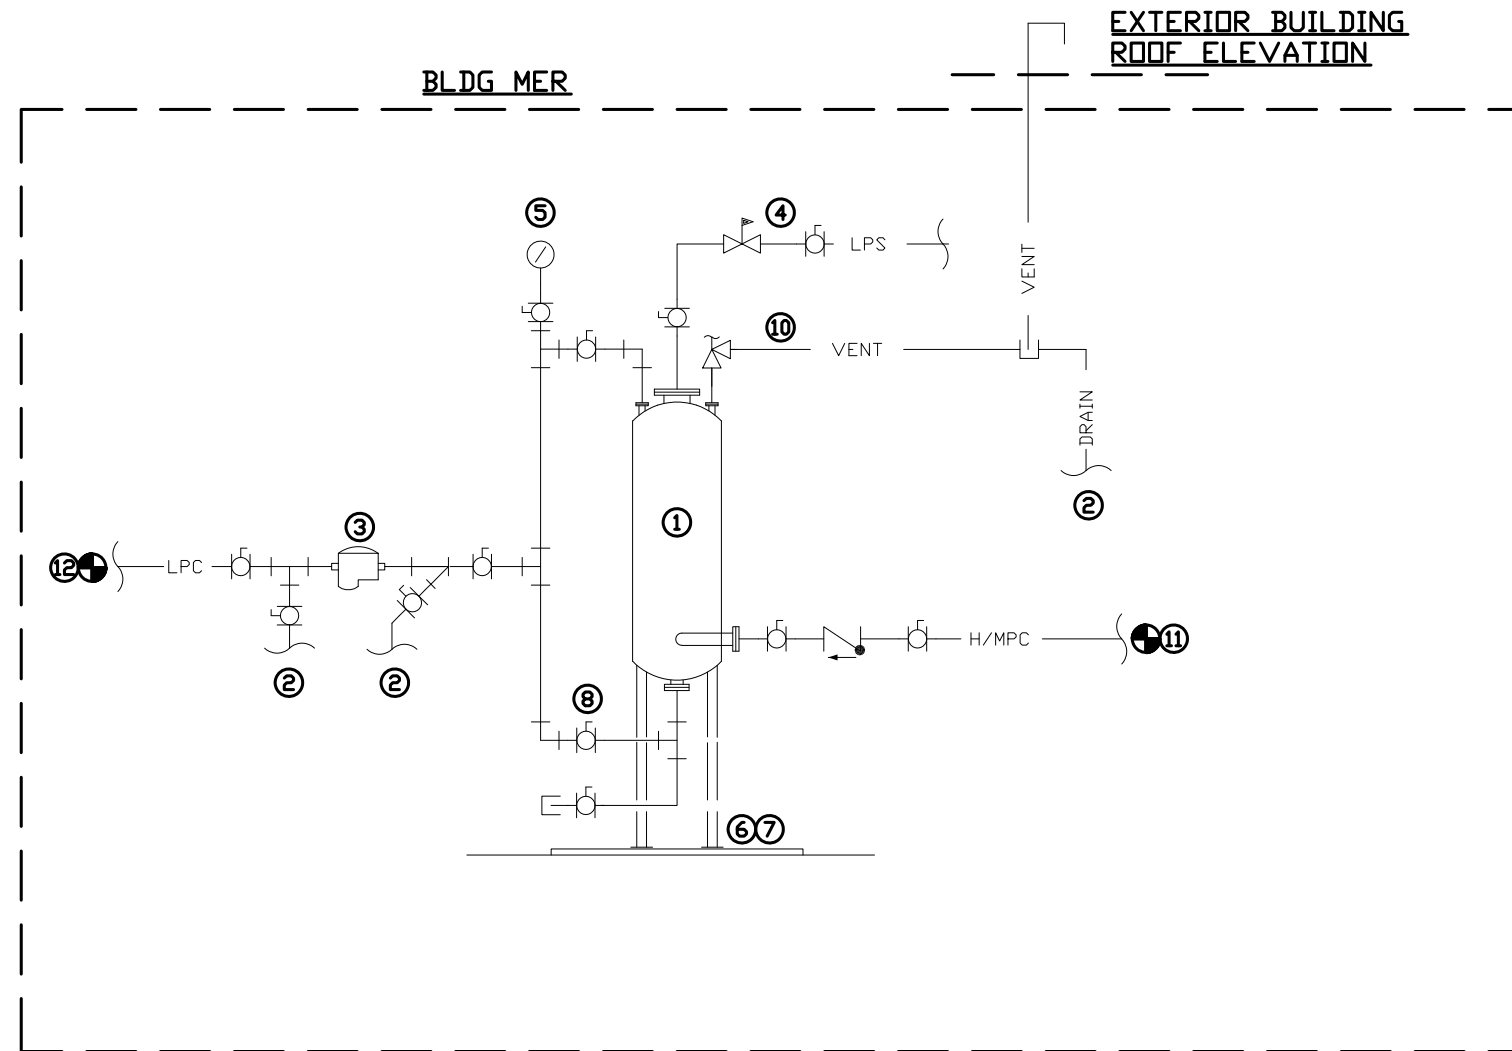 EXTERIOR BUILDING
ROOF ELEVATION
BLDG MER
5
4
LPS
VENT
10
VENT
DRAIN
2
1
3
12
LPC
2
2
H/MPC
11
8
6
7